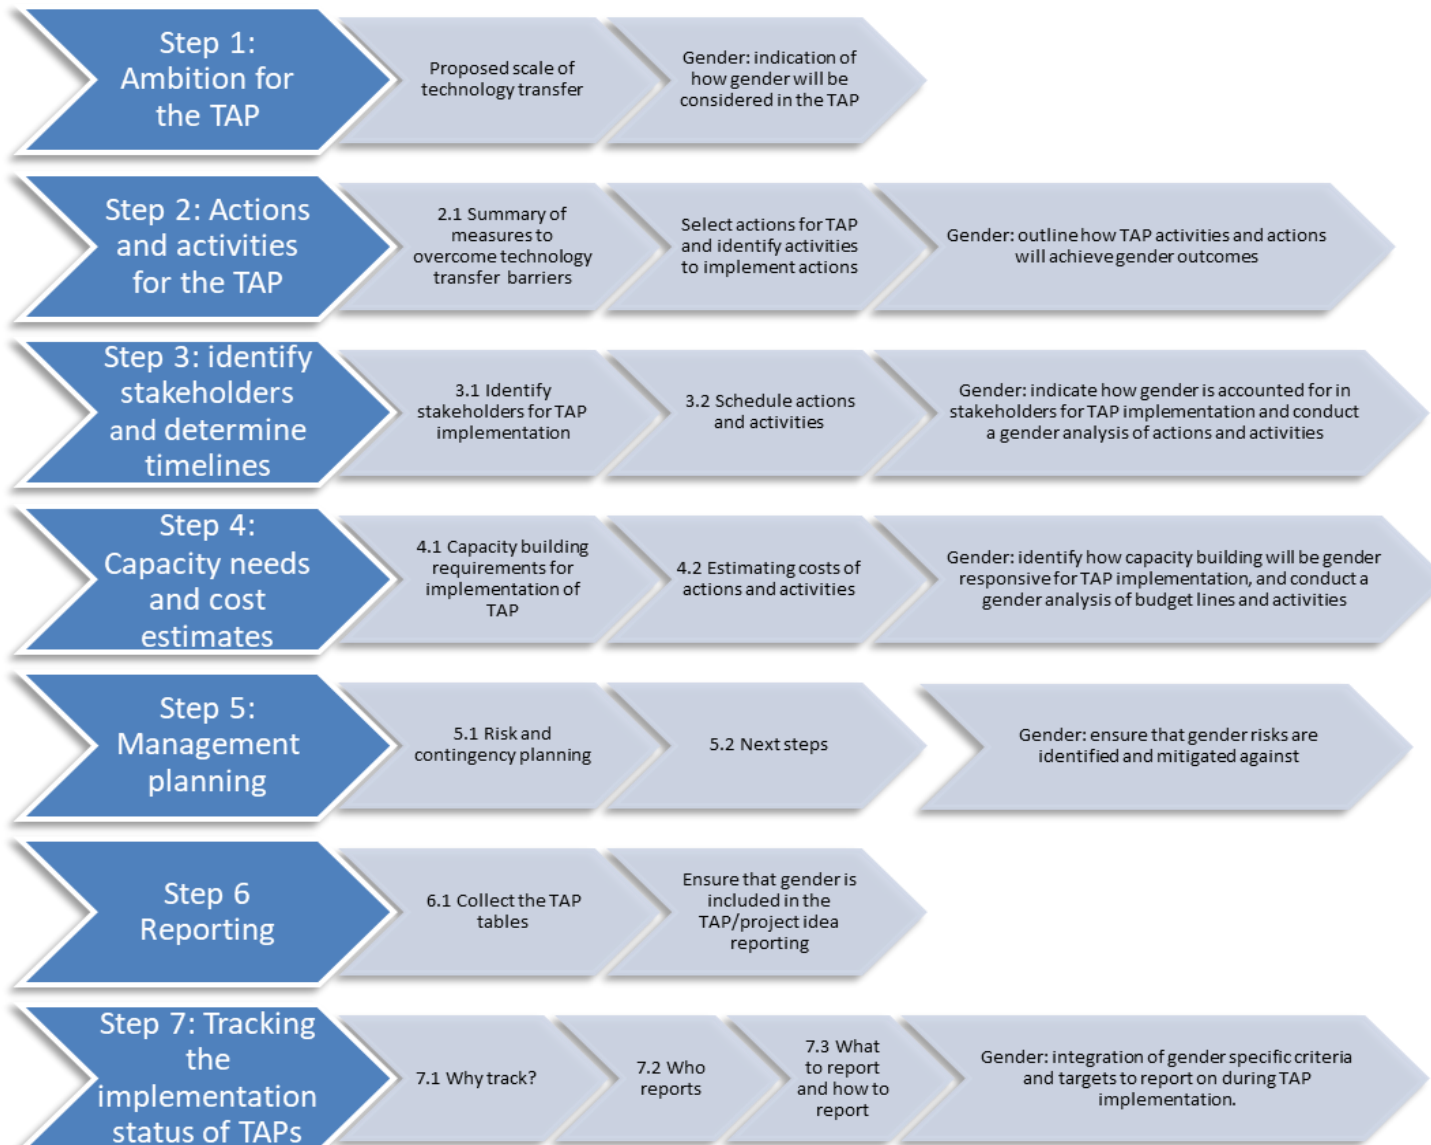 Step 1:
Ambition for
the TAP
Proposed scale of
technology transfer
Gender: indication of
how gender will be
considered in the TAP
Step 2: Actions
and activities
for the TAP
2.1 Summary of
measures to
overcome technology
transfer barriers
Select actions for TAP
and identify activities
to implement actions
Gender: outline how TAP activities and actions
will achieve gender outcomes
Step 3: identify
stakeholders
and determine
timelines
3.1 Identify
stakeholders for TAP
implementation
3.2 Schedule actions
and activities
Gender: indicate how gender is accounted for in
stakeholders for TAP implementation and conduct
a gender analysis of actions and activities
Step 4:
Capacity needs
and cost
estimates
4.1 Capacity building
requirements for
implementation of
TAP
4.2 Estimating costs of
actions and activities
Gender: identify how capacity building will be gender
responsive for TAP implementation, and conduct a
gender analysis of budget lines and activities
Step 5:
Management
planning
5.1 Risk and
contingency planning
5.2 Next steps
Gender: ensure that gender risks are
identified and mitigated against
Step 6
Reporting
6.1 Collect the TAP
tables
Ensure that gender is
included in the
TAP/project idea
reporting
Step 7: Tracking
the
implementation
status of TAPs
7.1 Why track?
7.2 Who
reports
7.3 What
to report
and how to
report
Gender: integration of gender specific criteria
and targets to report on during TAP
implementation.